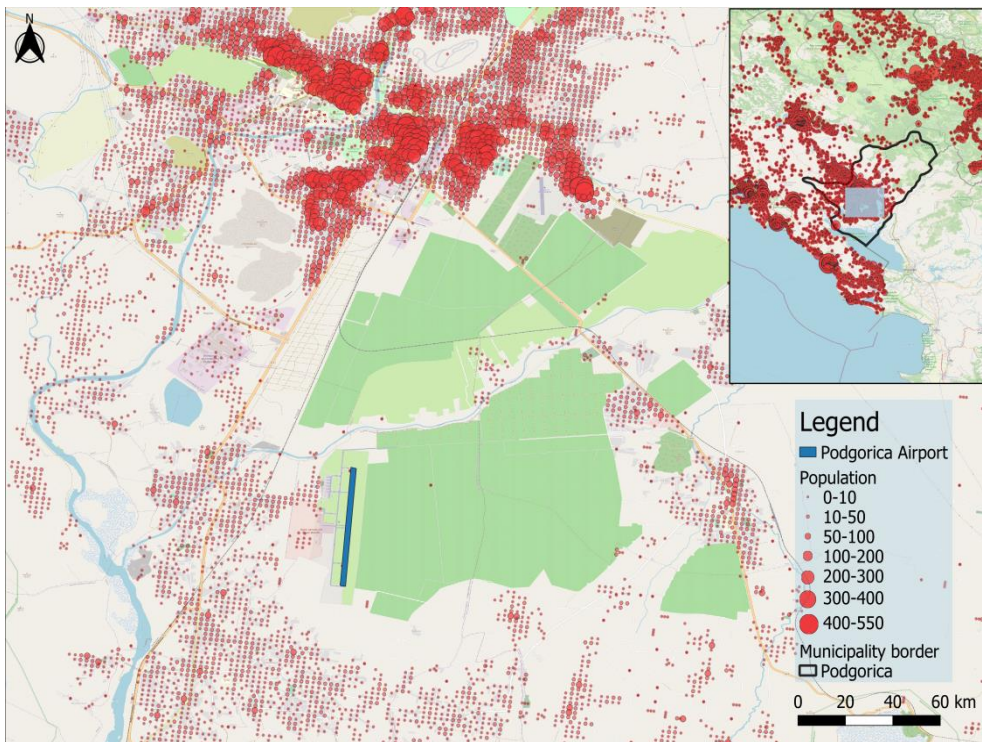 N
Legend
Podgorica Airport
Population
0-10
10-50
50-100
100-200
200-300
300-400
400-550
Municipality border
Podgorica
0 20 40 60 km